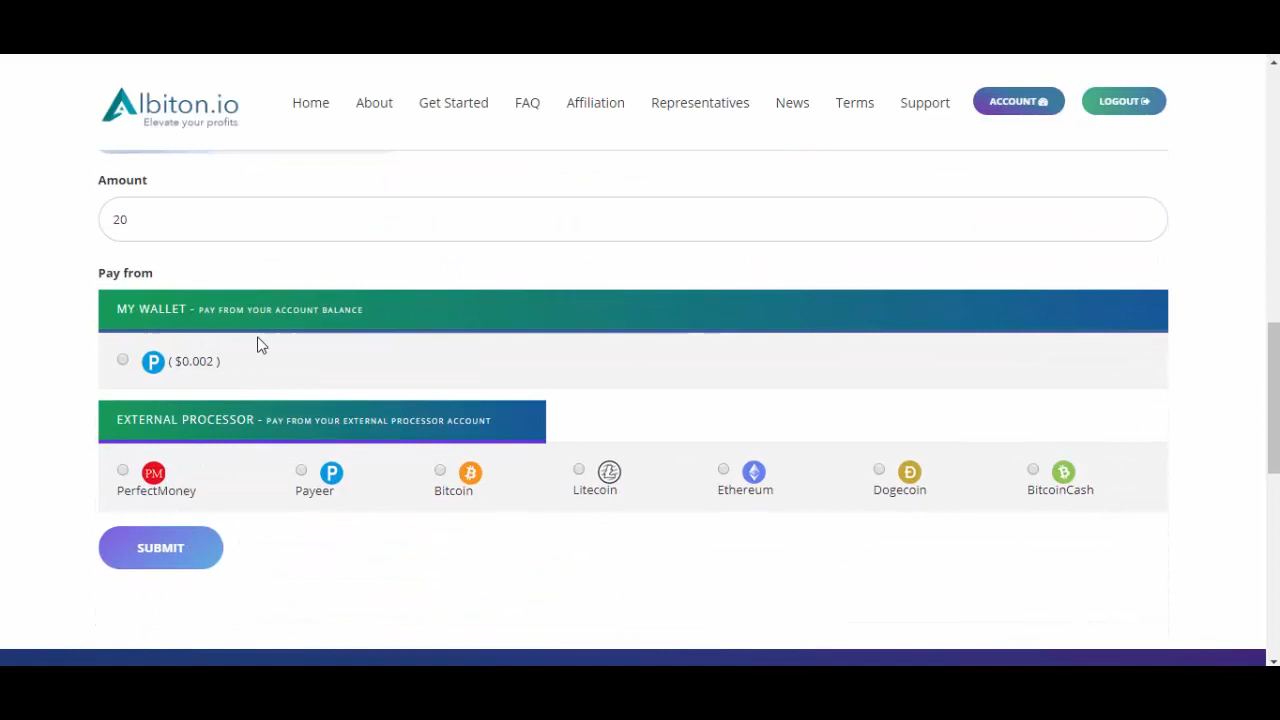 Albiton.io
Elevate your profits
Home About Get Started FAQ Affiliation Representatives News Terms Support ACCOUNT LOGOUT
Amount
20
Pay from
MY WALLET - PAY FROM YOUR ACCOUNT BALANCE
P ( $0.002 )
EXTERNAL PROCESSOR - PAY FROM YOUR EXTERNAL PROCESSOR ACCOUNT
PM P
PerfectMoney Payeer Bitcoin Litecoin Ethereum Dogecoin BitcoinCash
SUBMIT